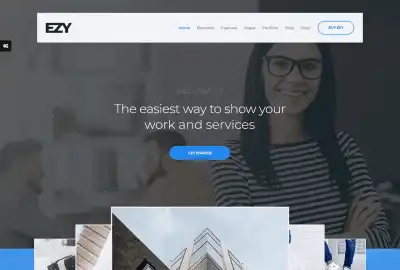 EZY
Home Elements Features Pages Portfolio Blog Shop
BUY EZY
WELCOME TO
The easiest way to show your
work and services
GET STARTED